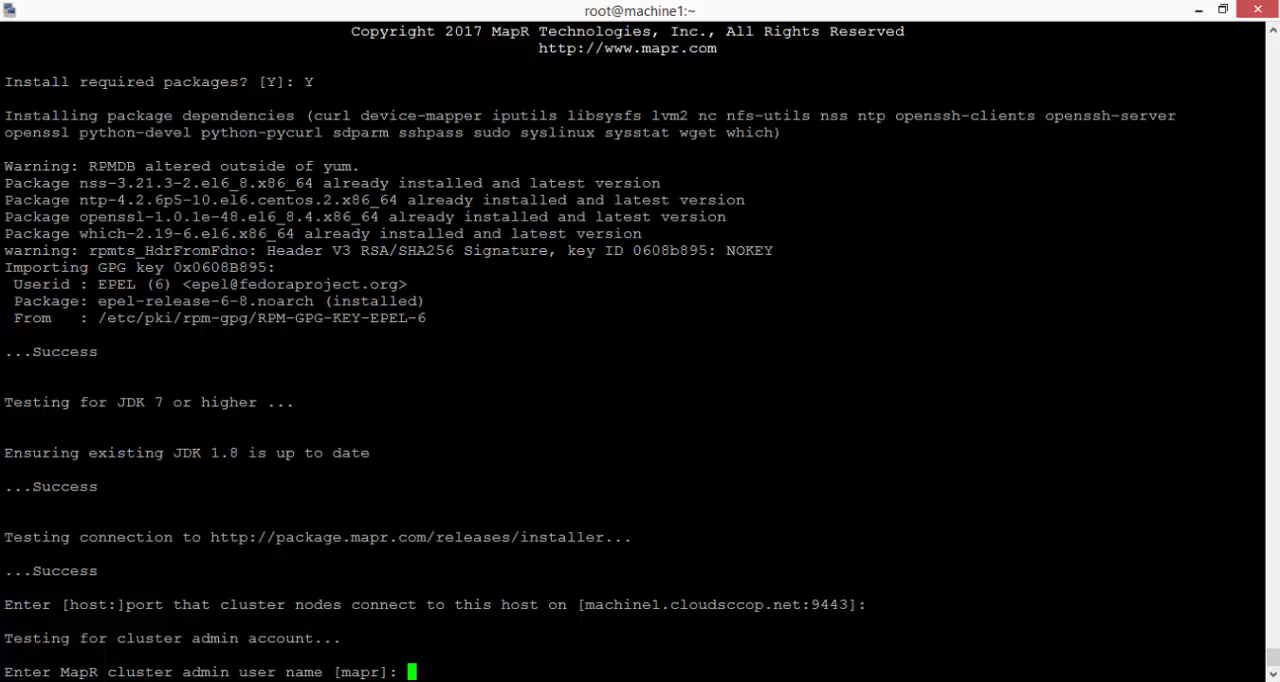 root@machine1:~
Copyright 2017 MapR Technologies, Inc., All Rights Reserved
http://www.mapr.com
Install required packages? [Y]: Y
Installing package dependencies (curl device-mapper iputils libsysfs lvm2 nc nfs-utils nss ntp openssh-clients openssh-server
openssl python-devel python-pycurl sdparm sshpass sudo syslinux sysstat wget which)
Warning: RPMDB altered outside of yum.
Package nss-3.21.3-2.el6_8.x86_64 already installed and latest version
Package ntp-4.2.6p5-10.el6.centos.2.x86_64 already installed and latest version
Package openssl-1.0.1e-48.el6_8.4.x86_64 already installed and latest version
Package which-2.19-6.el6.x86_64 already installed and latest version
warning: rpmts_HdrFromFdno: Header V3 RSA/SHA256 Signature, key ID 0608b895: NOKEY
Importing GPG key 0x0608B895:
Userid : EPEL (6) <epel@fedoraproject.org>
Package: epel-release-6-8.noarch (installed)
From   : /etc/pki/rpm-gpg/RPM-GPG-KEY-EPEL-6
...Success
Testing for JDK 7 or higher ...
Ensuring existing JDK 1.8 is up to date
...Success
Testing connection to http://package.mapr.com/releases/installer...
...Success
Enter [host:]port that cluster nodes connect to this host on [machine1.cloudsccop.net:9443]:
Testing for cluster admin account...
Enter MapR cluster admin user name [mapr]: